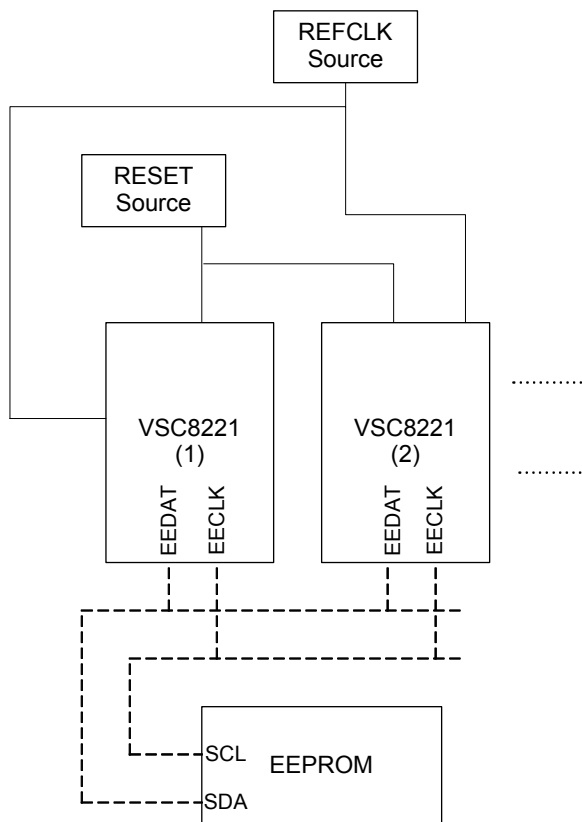 REFCLK
Source
RESET
Source
VSC8221
(1)
EEDAT
EECLK
VSC8221
(2)
EEDAT
EECLK
SCL
EEPROM
SDA